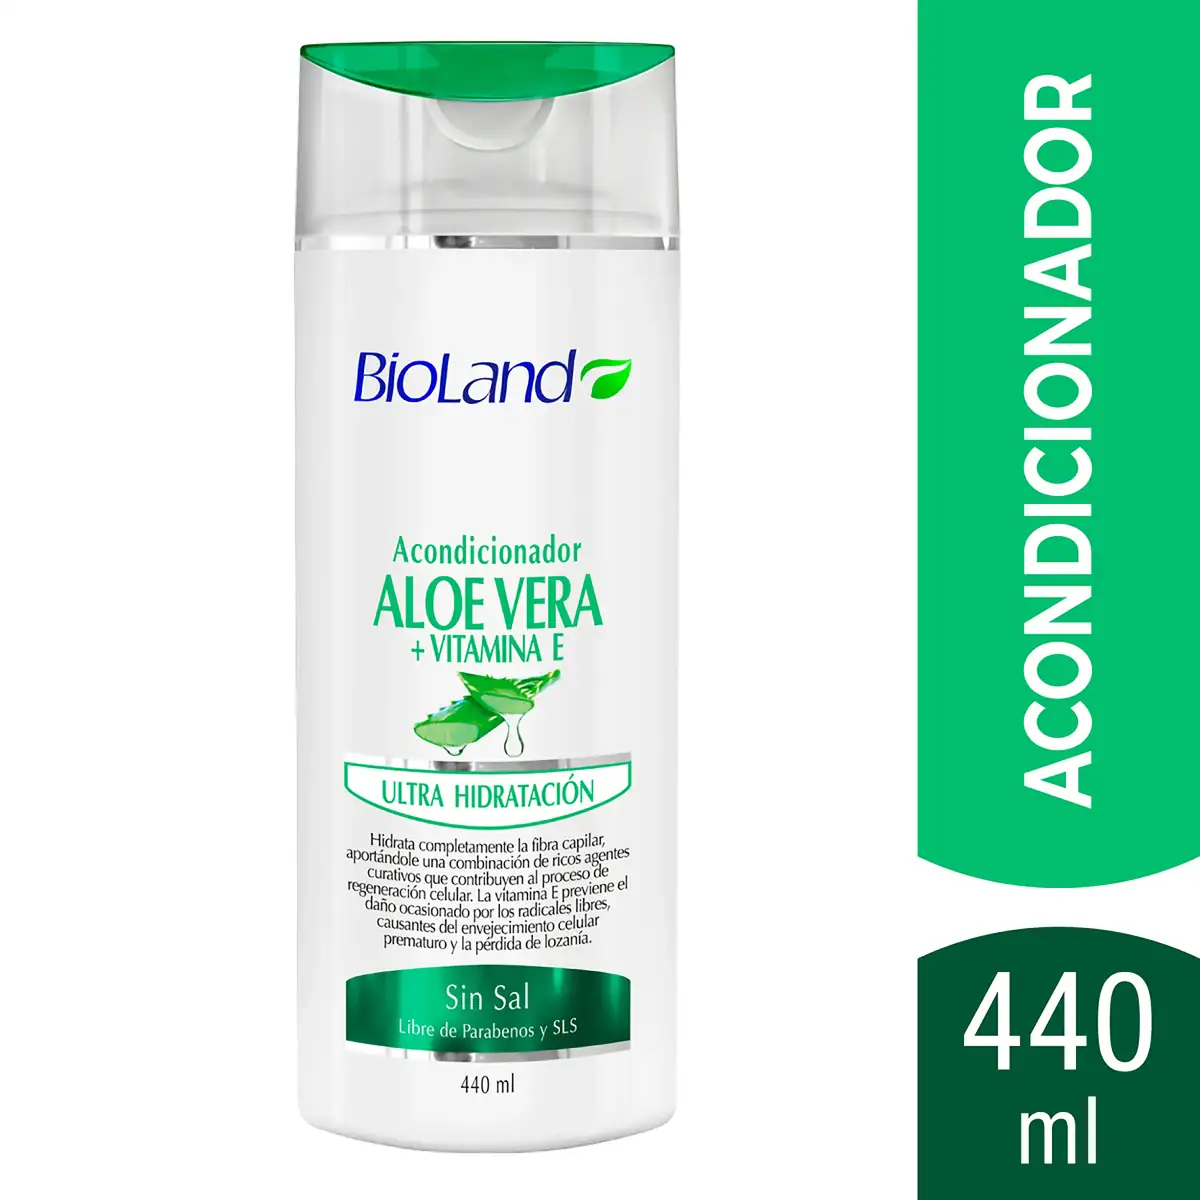 BioLand
Acondicionador
ALOE VERA
+ VITAMINA E
ULTRA HIDRATACIÓN
Hidrata completamente la fibra capilar,
aportándole una combinación de ricos agentes
curativos que contribuyen al proceso de
regeneración celular. La vitamina E previene el
daño ocasionado por los radicales libres,
causantes del envejecimiento celular
prematuro y la pérdida de lozanía.
Sin Sal
Libre de Parabenos y SLS
440 ml
ACONDICIONADOR
440
ml